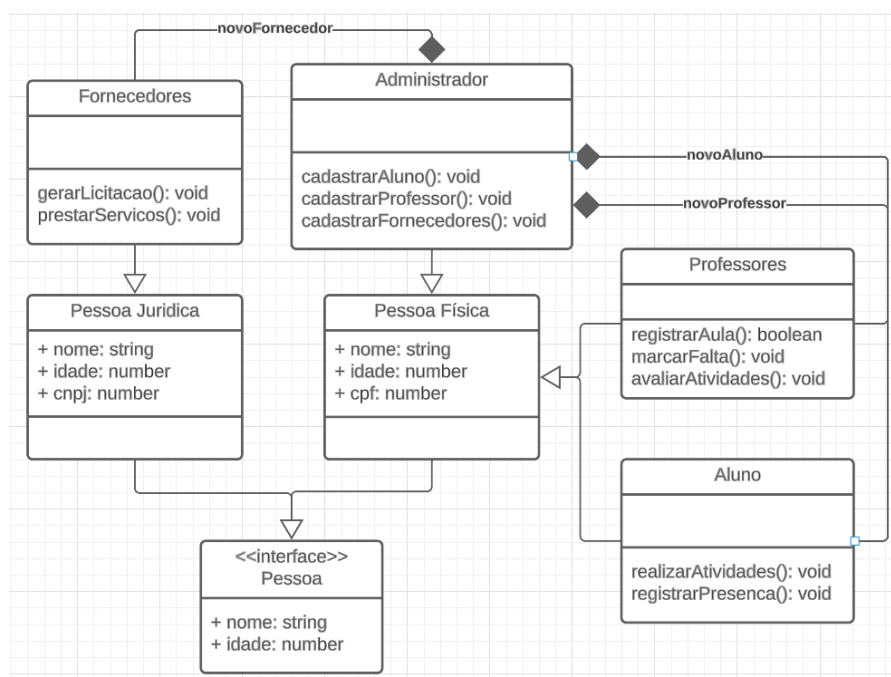 novoFornecedor
Fornecedores
gerarLicitacao(): void
prestarServicos(): void
Administrador
cadastrarAluno(): void
cadastrarProfessor(): void
cadastrarFornecedores(): void
novoAluno
novoProfessor
Professores
registrarAula(): boolean
marcarFalta(): void
avaliarAtividades(): void
Pessoa Juridica
+ nome: string
+ idade: number
+ cnpj: number
Pessoa Física
+ nome: string
+ idade: number
+ cpf: number
Aluno
realizarAtividades(): void
registrarPresenca(): void
<<interface>>
Pessoa
+ nome: string
+ idade: number